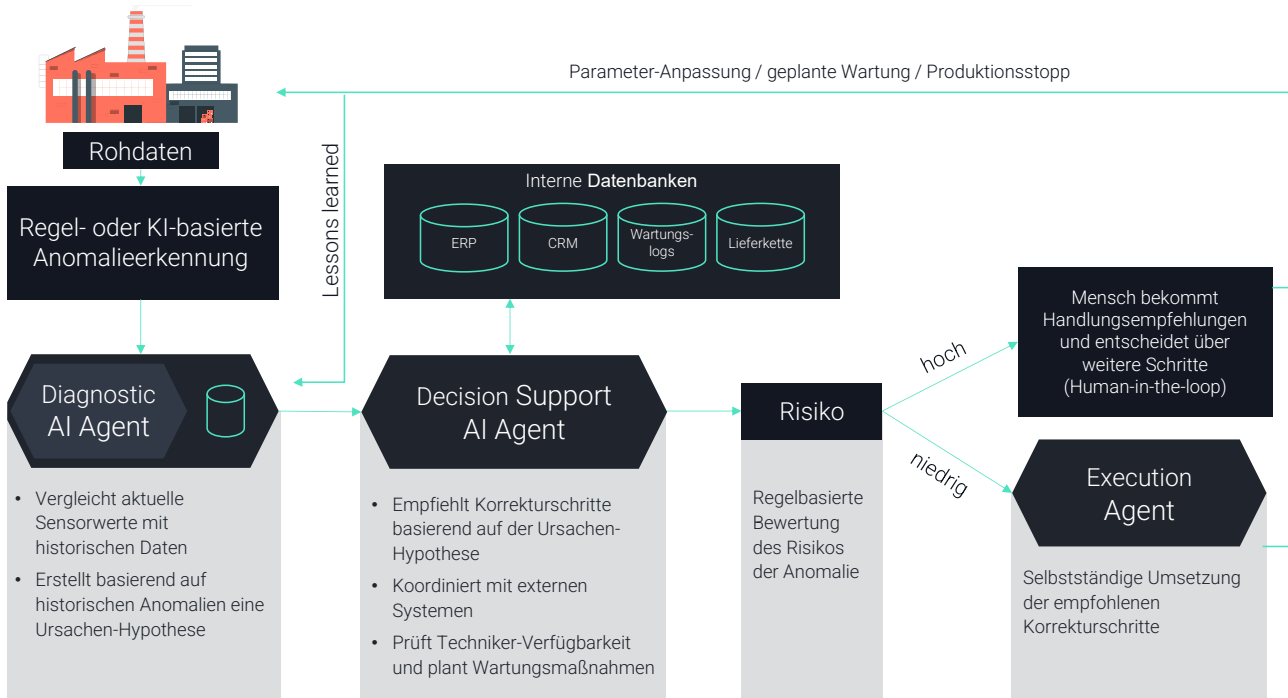 Parameter-Anpassung / geplante Wartung / Produktionsstopp
Rohdaten
Regel- oder KI-basierte
Anomalieerkennung
Lessons learned
Interne Datenbanken
ERP
CRM
Wartungs-
logs
Lieferkette
Diagnostic
AI Agent
• Vergleicht aktuelle
Sensorwerte mit
historischen Daten
• Erstellt basierend auf
historischen Anomalien eine
Ursachen-Hypothese
Decision Support
AI Agent
• Empfiehlt Korrekturschritte
basierend auf der Ursachen-
Hypothese
• Koordiniert mit externen
Systemen
• Prüft Techniker-Verfügbarkeit
und plant Wartungsmaßnahmen
Risiko
Regelbasierte
Bewertung
des Risikos
der Anomalie
hoch
niedrig
Mensch bekommt
Handlungsempfehlungen
und entscheidet über
weitere Schritte
(Human-in-the-loop)
Execution
Agent
Selbstständige Umsetzung
der empfohlenen
Korrekturschritte